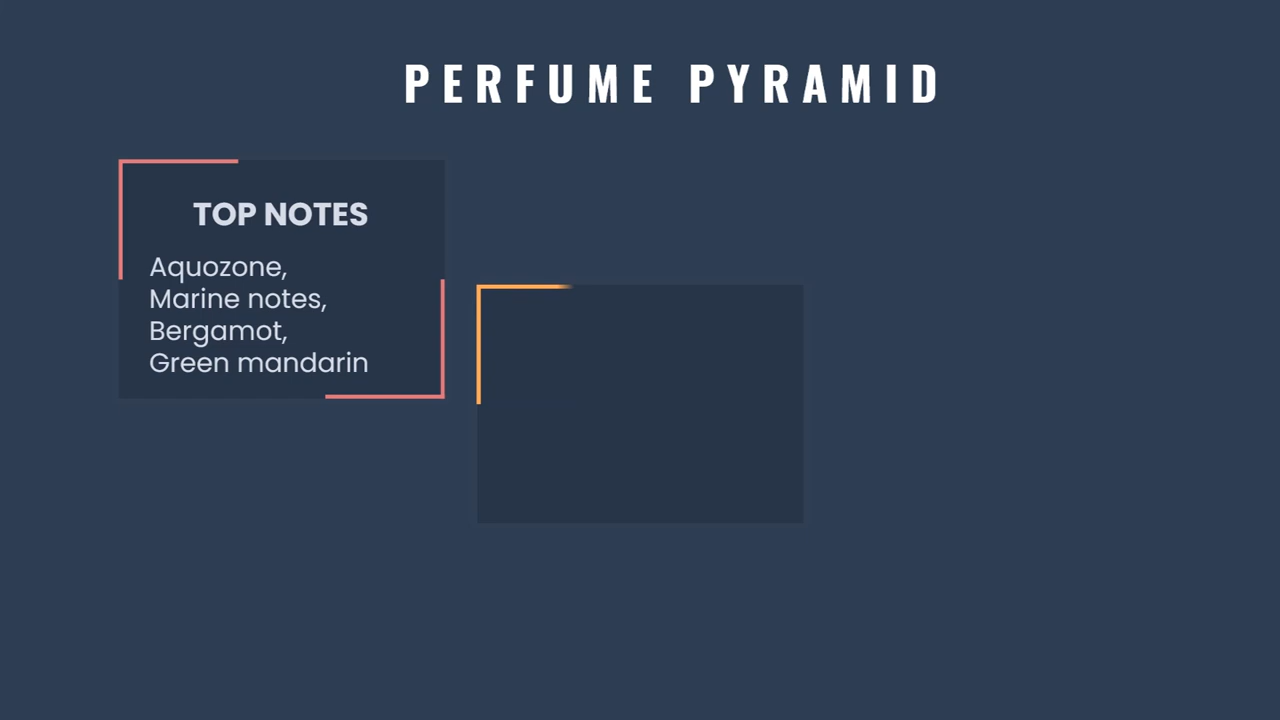 PERFUME PYRAMID
TOP NOTES
Aquozone,
Marine notes,
Bergamot,
Green mandarin